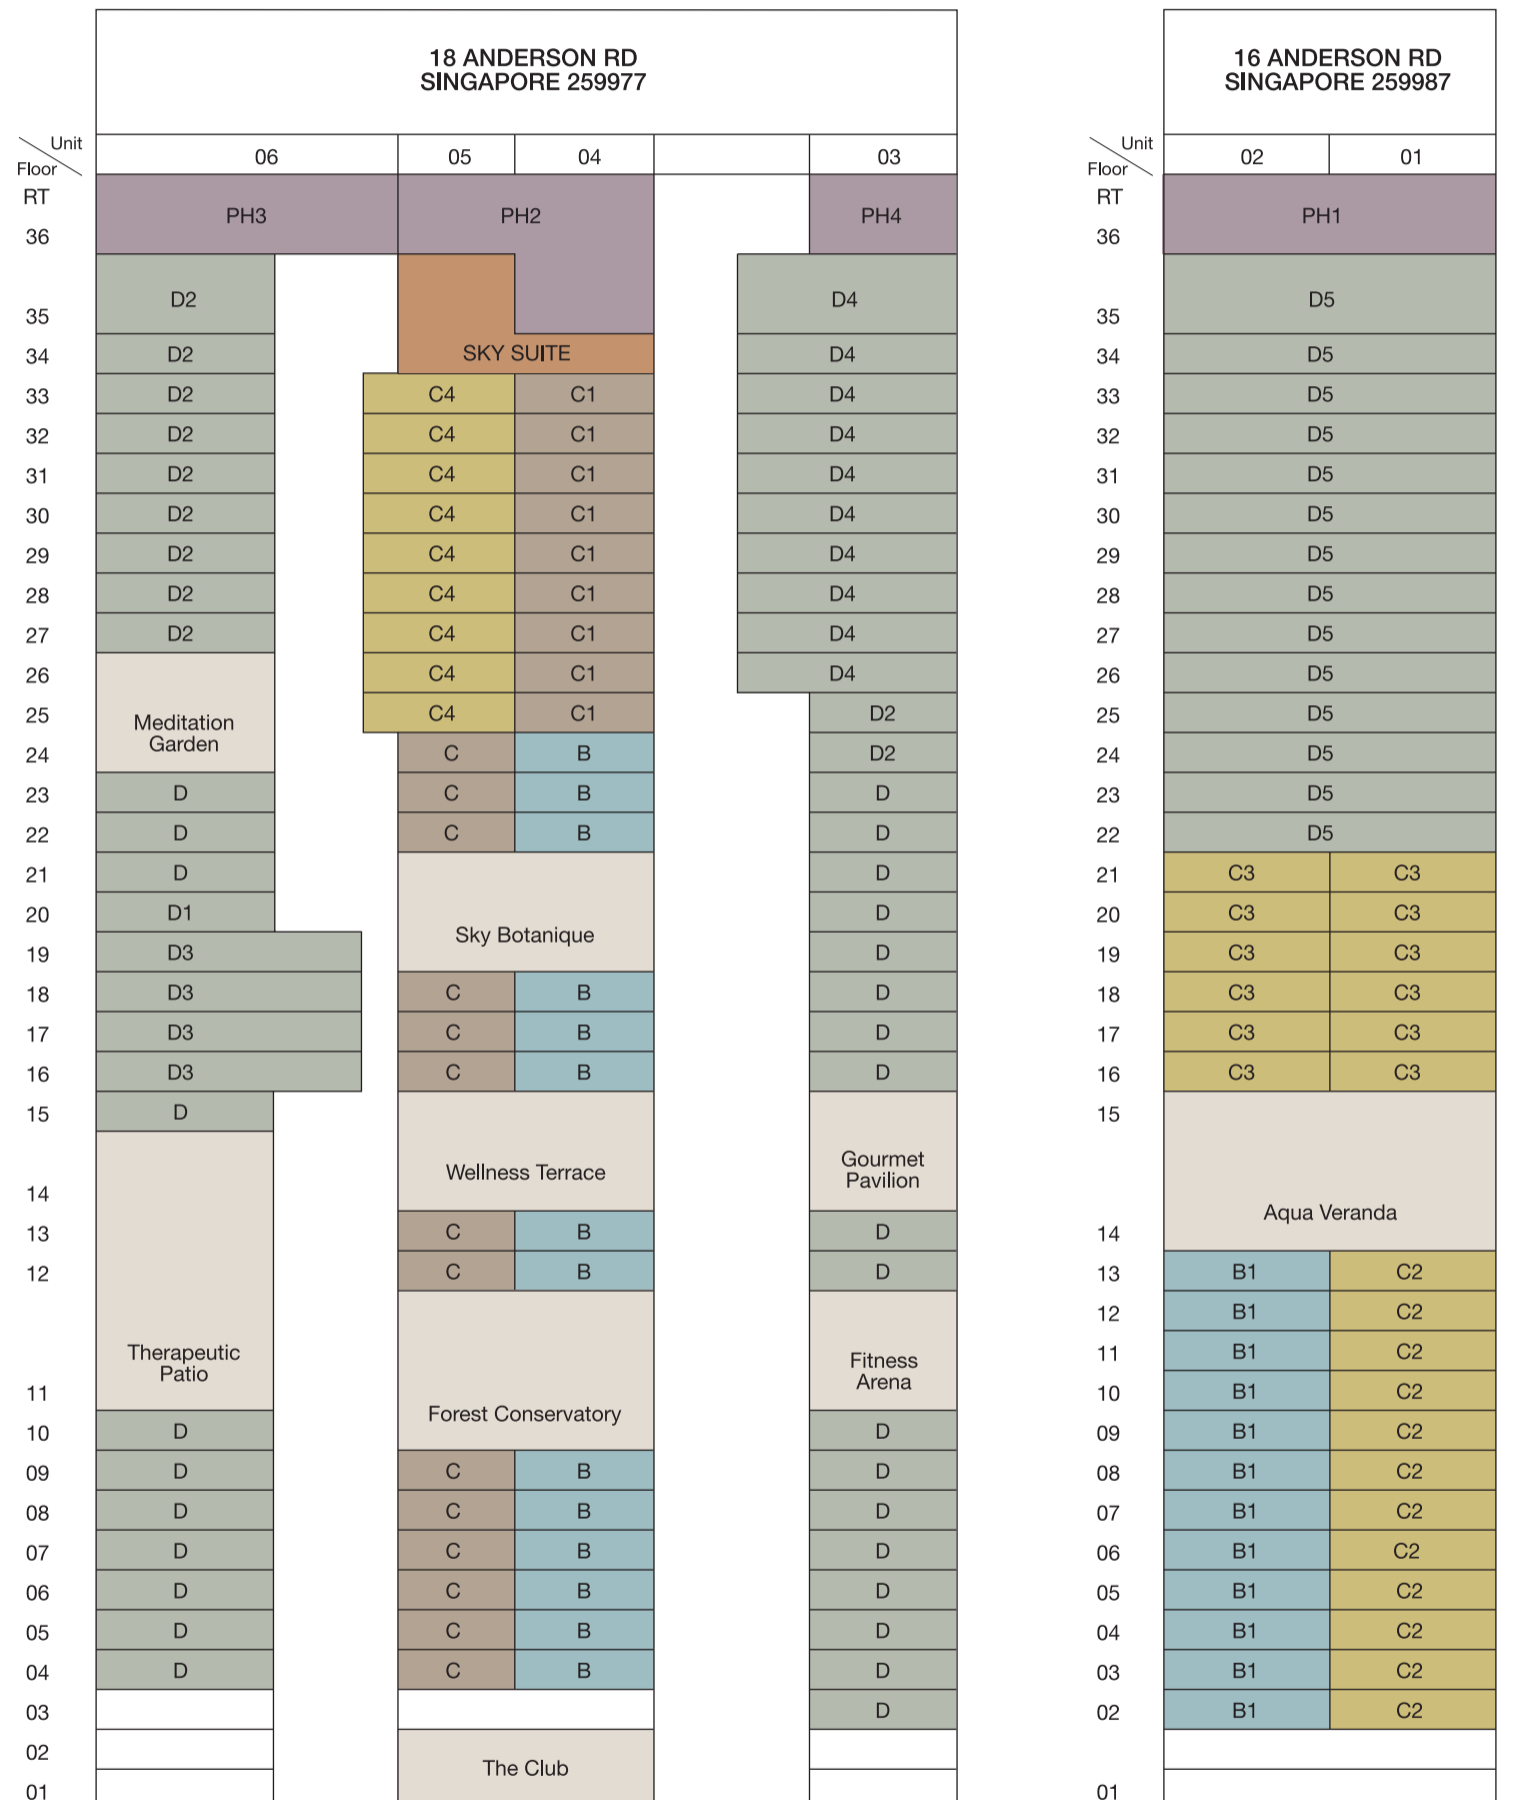 18 ANDERSON RD
SINGAPORE 259977
16 ANDERSON RD
SINGAPORE 259987
Unit
Floor
06 05 04 03
Unit
Floor
02 01
RT RT
PH3 PH2 PH4 PH1
36 36
D2 D4 D5
35 35
34 D2 SKY SUITE D4 34 D5
33 D2 C4 C1 D4 33 D5
32 D2 C4 C1 D4 32 D5
31 D2 C4 C1 D4 31 D5
30 D2 C4 C1 D4 30 D5
29 D2 C4 C1 D4 29 D5
28 D2 C4 C1 D4 28 D5
27 D2 C4 C1 D4 27 D5
26 C4 C1 D4 26 D5
25 C4 C1 D2 25 D5
Meditation
Garden
24 C B D2 24 D5
23 D C B D 23 D5
22 D C B D 22 D5
21 D D 21 C3 C3
20 D1 D 20 C3 C3
Sky Botanique
19 D3 D 19 C3 C3
18 D3 C B D 18 C3 C3
17 D3 C B D 17 C3 C3
16 D3 C B D 16 C3 C3
15 D 15
Wellness Terrace
Gourmet
Pavilion
14
Aqua Veranda
13 C B D 14
12 C B D 13 B1 C2
12 B1 C2
Therapeutic
Patio
Fitness
Arena
11 B1 C2
11 10 B1 C2
Forest Conservatory
10 D D 09 B1 C2
09 D C B D 08 B1 C2
08 D C B D 07 B1 C2
07 D C B D 06 B1 C2
06 D C B D 05 B1 C2
05 D C B D 04 B1 C2
04 D C B D 03 B1 C2
03 D 02 B1 C2
02
The Club
01 01